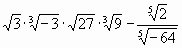 √3 · ∛−3 · √27 · ∛9 − ⁵√2 / ⁵√−64